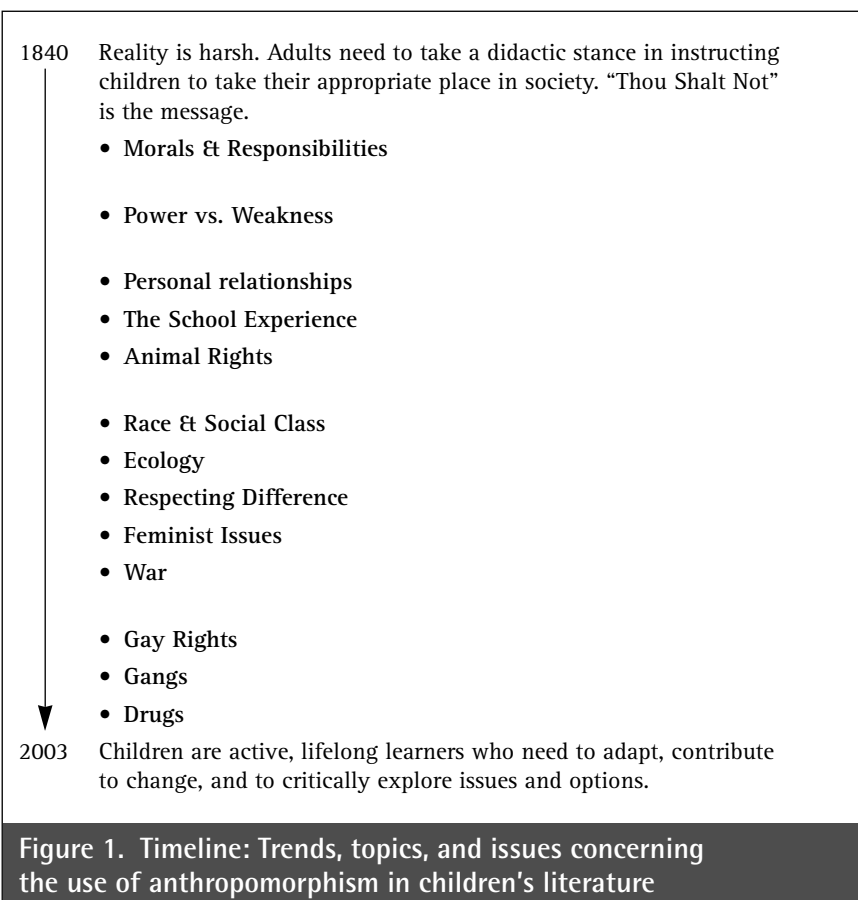 1840 Reality is harsh. Adults need to take a didactic stance in instructing
children to take their appropriate place in society. “Thou Shalt Not”
is the message.
• Morals & Responsibilities
• Power vs. Weakness
• Personal relationships
• The School Experience
• Animal Rights
• Race & Social Class
• Ecology
• Respecting Difference
• Feminist Issues
• War
• Gay Rights
• Gangs
• Drugs
2003 Children are active, lifelong learners who need to adapt, contribute
to change, and to critically explore issues and options.
Figure 1. Timeline: Trends, topics, and issues concerning
the use of anthropomorphism in children’s literature